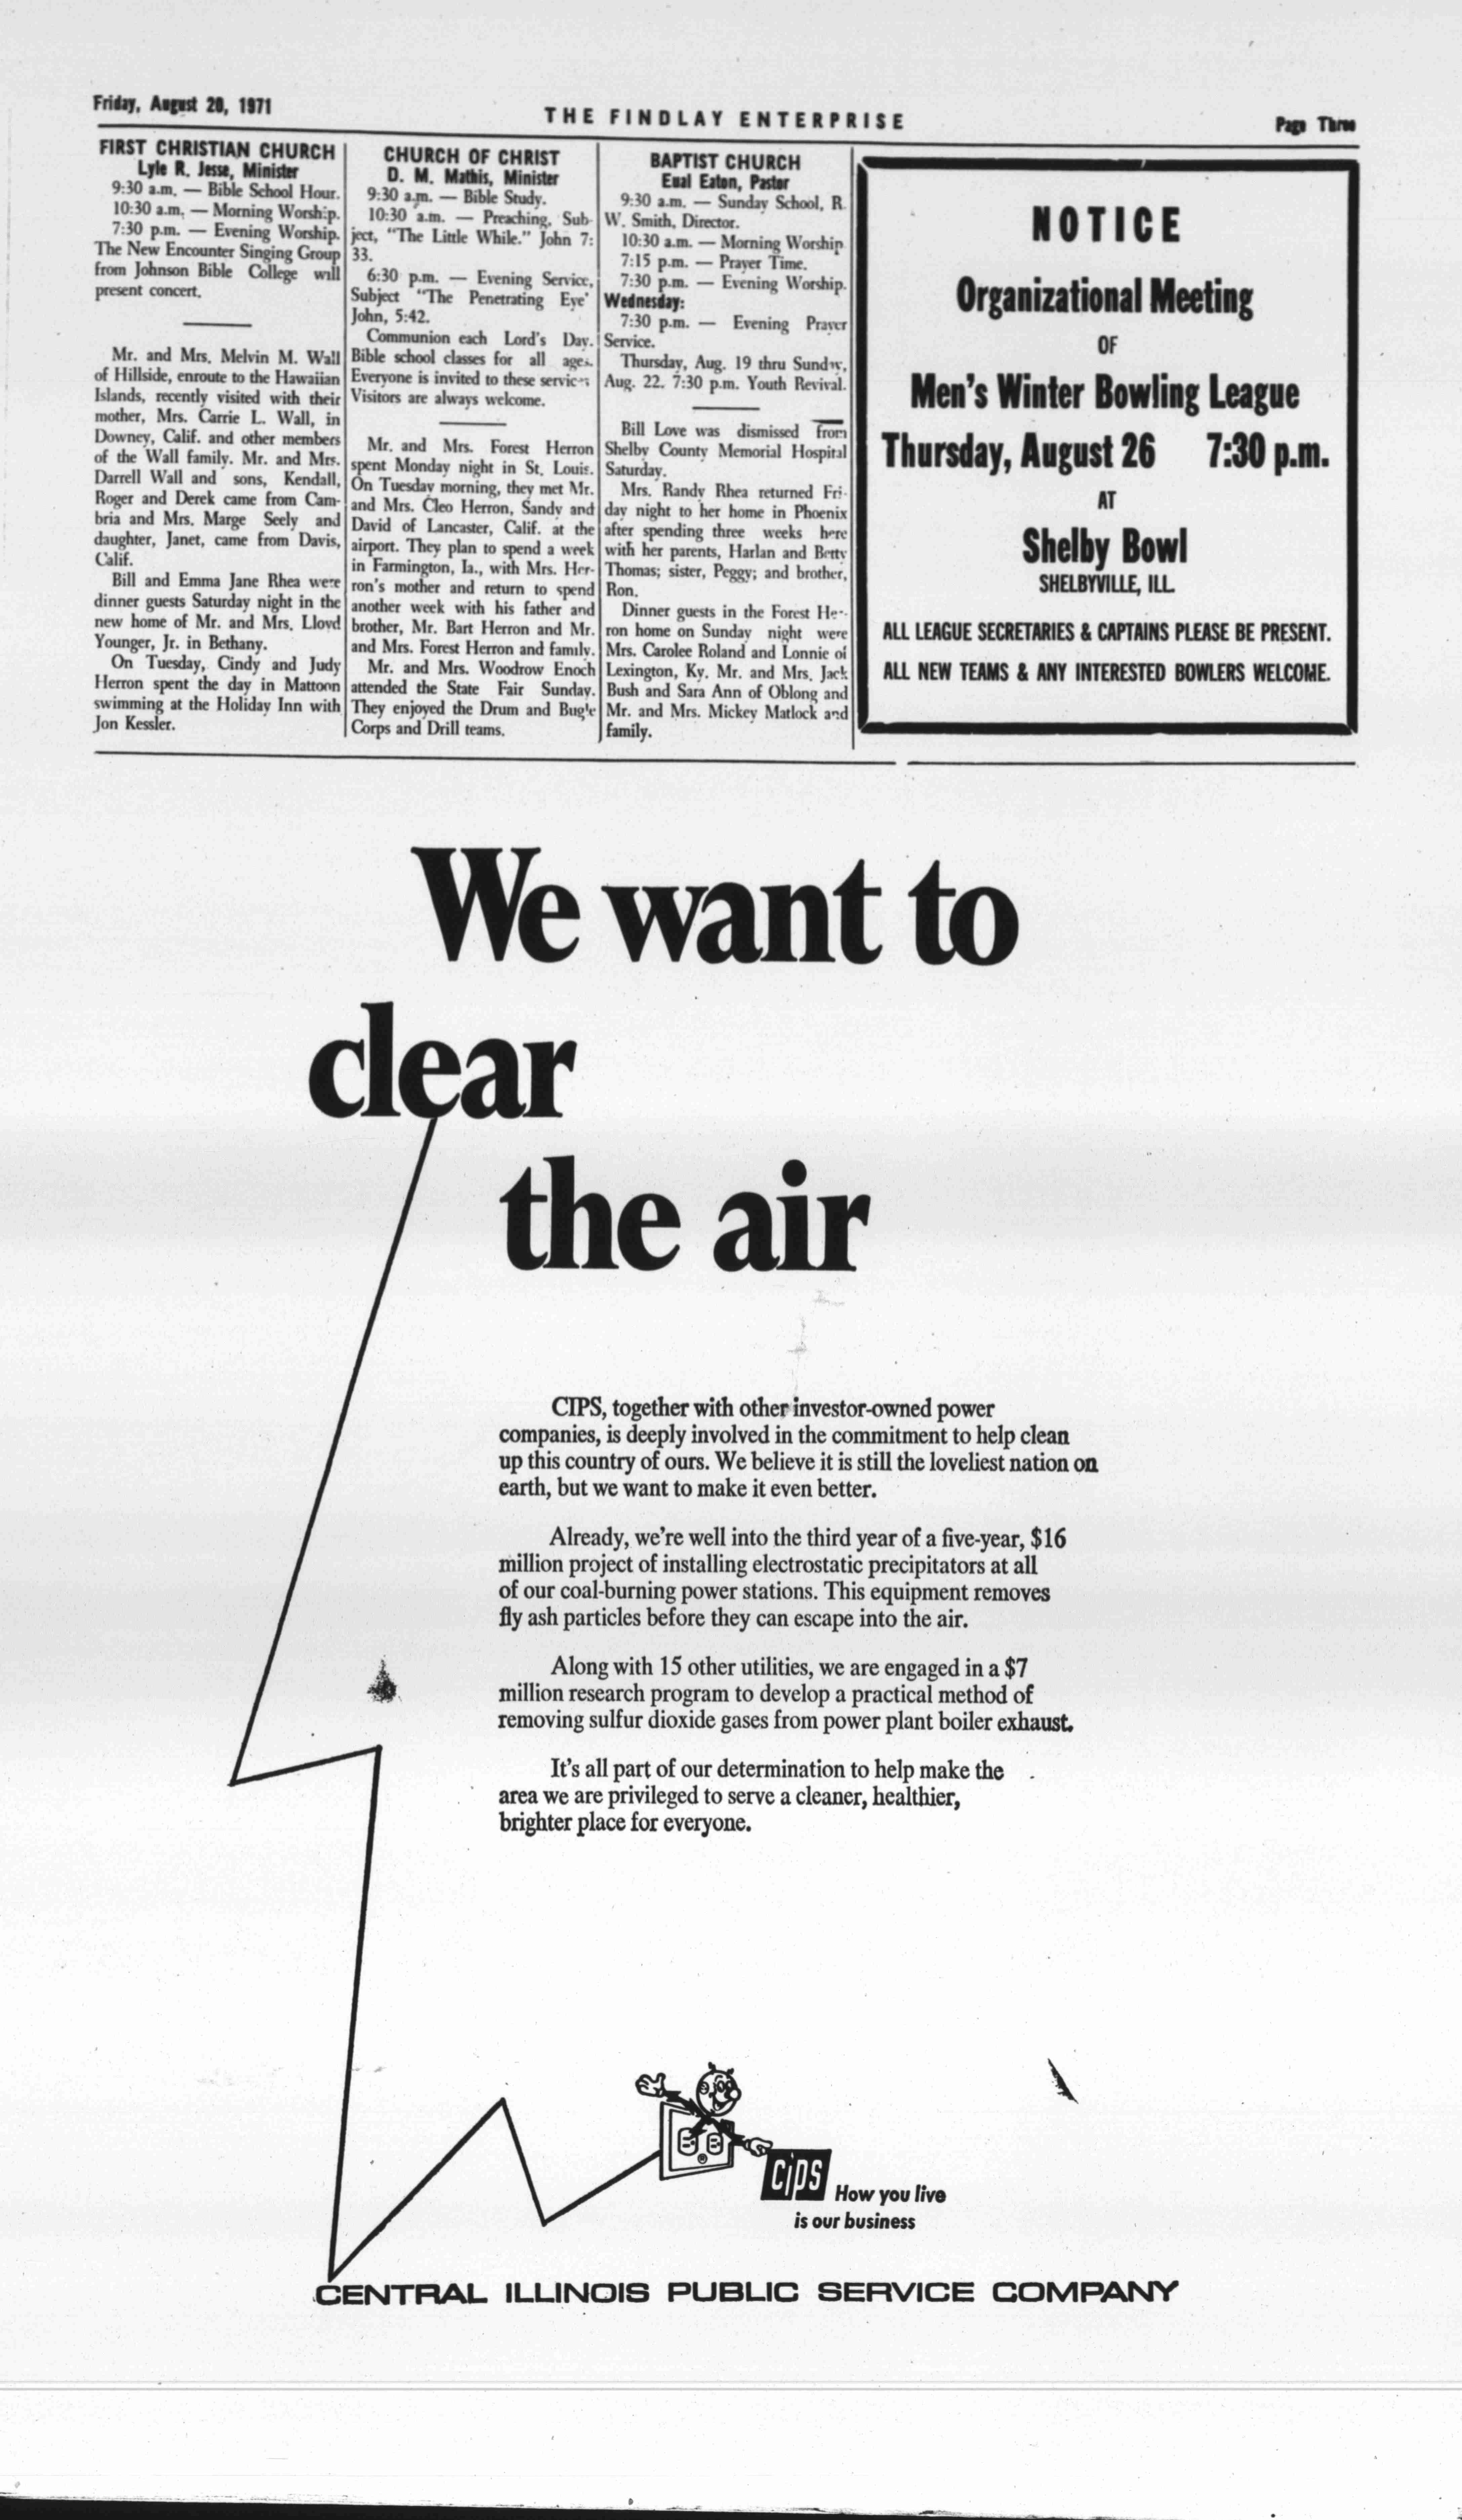 Friday, August 20, 1971
THE FINDLAY ENTERPRISE
Page Three
FIRST CHRISTIAN CHURCH
Lyle R. Jesse, Minister
9:30 a.m. — Bible School Hour.
10:30 a.m. — Morning Worship.
7:30 p.m. — Evening Worship.
The New Encounter Singing Group
from Johnson Bible College will
present concert.
Mr. and Mrs. Melvin M. Wall
of Hillside, enroute to the Hawaiian
Islands, recently visited with their
mother, Mrs. Carrie L. Wall, in
Downey, Calif. and other members
of the Wall family. Mr. and Mrs.
Darrell Wall and sons, Kendall,
Roger and Derek came from Cam-
bria and Mrs. Marge Seely and
daughter, Janet, came from Davis,
Calif.
Bill and Emma Jane Rhea were
dinner guests Saturday night in the
new home of Mr. and Mrs. Lloyd
Younger, Jr. in Bethany.
On Tuesday, Cindy and Judy
Herron spent the day in Mattoon
swimming at the Holiday Inn with
Jon Kessler.
CHURCH OF CHRIST
D. M. Mathis, Minister
9:30 a.m. — Bible Study.
10:30 a.m. — Preaching, Sub-
ject, "The Little While." John 7:
33.
6:30 p.m. — Evening Service,
Subject "The Penetrating Eye'
John, 5:42.
Communion each Lord's Day.
Bible school classes for all ages.
Everyone is invited to these services
Visitors are always welcome.
Mr. and Mrs. Forest Herron
spent Monday night in St. Louis.
On Tuesday morning, they met Mr.
and Mrs. Cleo Herron, Sandy and
David of Lancaster, Calif. at the
airport. They plan to spend a week
in Farmington, Ia., with Mrs. Her-
ron's mother and return to spend
another week with his father and
brother, Mr. Bart Herron and Mr.
and Mrs. Forest Herron and family.
Mr. and Mrs. Woodrow Enoch
attended the State Fair Sunday.
They enjoyed the Drum and Bugle
Corps and Drill teams.
BAPTIST CHURCH
Eual Eaton, Pastor
9:30 a.m. — Sunday School, R.
W. Smith, Director.
10:30 a.m. — Morning Worship
7:15 p.m. — Prayer Time.
7:30 p.m. — Evening Worship.
Wednesday:
7:30 p.m. — Evening Prayer
Service.
Thursday, Aug. 19 thru Sunday,
Aug. 22. 7:30 p.m. Youth Revival.
Bill Love was dismissed from
Shelby County Memorial Hospital
Saturday.
Mrs. Randy Rhea returned Fri-
day night to her home in Phoenix
after spending three weeks here
with her parents, Harlan and Betty
Thomas; sister, Peggy; and brother,
Ron.
Dinner guests in the Forest Her-
ron home on Sunday night were
Mrs. Carolee Roland and Lonnie of
Lexington, Ky. Mr. and Mrs. Jack
Bush and Sara Ann of Oblong and
Mr. and Mrs. Mickey Matlock and
family.
NOTICE
Organizational Meeting
OF
Men's Winter Bowling League
Thursday, August 26 7:30 p.m.
AT
Shelby Bowl
SHELBYVILLE, ILL.
ALL LEAGUE SECRETARIES & CAPTAINS PLEASE BE PRESENT.
ALL NEW TEAMS & ANY INTERESTED BOWLERS WELCOME.
We want to
clear
the air
CIPS, together with other investor-owned power
companies, is deeply involved in the commitment to help clean
up this country of ours. We believe it is still the loveliest nation on
earth, but we want to make it even better.
Already, we're well into the third year of a five-year, $16
million project of installing electrostatic precipitators at all
of our coal-burning power stations. This equipment removes
fly ash particles before they can escape into the air.
Along with 15 other utilities, we are engaged in a $7
million research program to develop a practical method of
removing sulfur dioxide gases from power plant boiler exhaust.
It's all part of our determination to help make the
area we are privileged to serve a cleaner, healthier,
brighter place for everyone.
CIPS
How you live
is our business
CENTRAL ILLINOIS PUBLIC SERVICE COMPANY